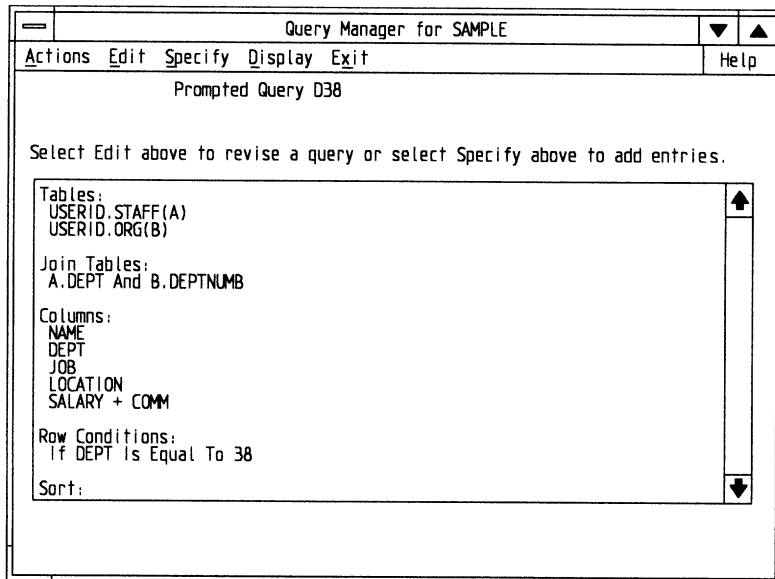 Query Manager for SAMPLE
Actions Edit Specify Display Exit Help
Prompted Query D38
Select Edit above to revise a query or select Specify above to add entries.
Tables:
USERID.STAFF(A)
USERID.ORG(B)
Join Tables:
A.DEPT And B.DEPTNUMB
Columns:
NAME
DEPT
JOB
LOCATION
SALARY + COMM
Row Conditions:
If DEPT Is Equal To 38
Sort: